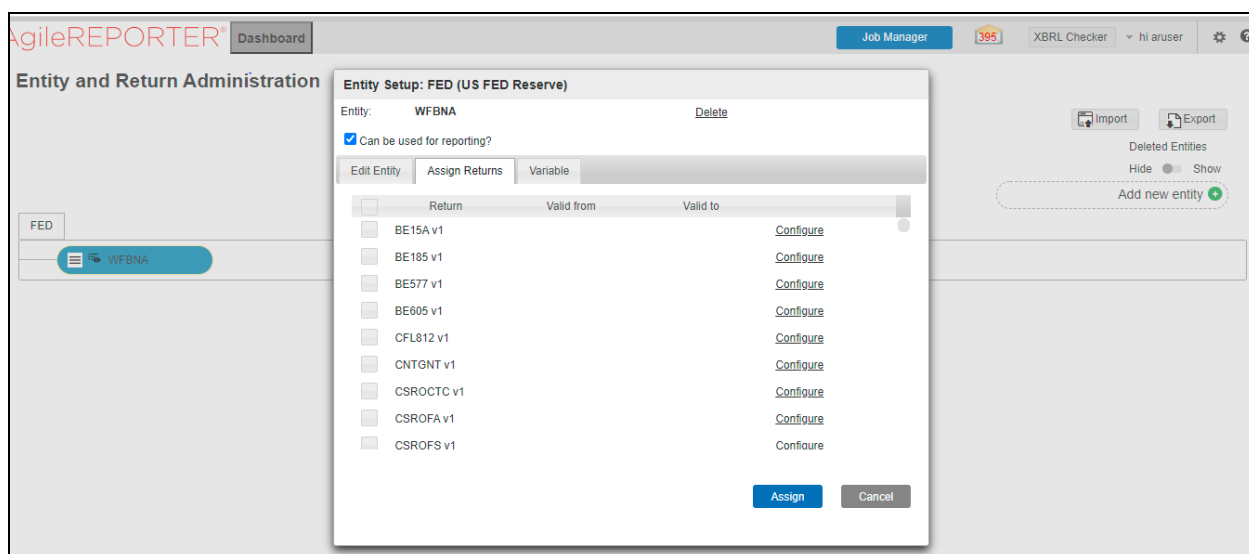 AgileREPORTER® Dashboard
Job Manager
395
XBRL Checker
hi aruser
Entity and Return Administration
Import
Export
Deleted Entities
Hide
Show
Add new entity
FED
WFBNA
Entity Setup: FED (US FED Reserve)
Entity: WFBNA Delete
Can be used for reporting?
Edit Entity Assign Returns Variable
Return Valid from Valid to
BE15A v1 Configure
BE185 v1 Configure
BE577 v1 Configure
BE605 v1 Configure
CFL812 v1 Configure
CNTGNT v1 Configure
CSROCTC v1 Configure
CSROFA v1 Configure
CSROFS v1 Configure
Assign Cancel